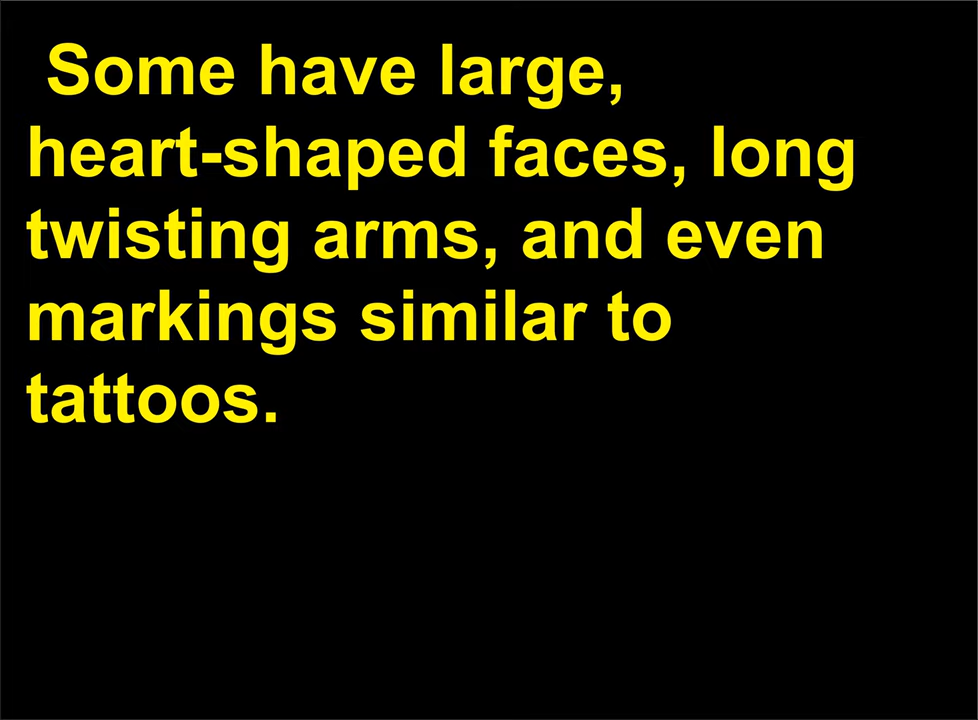 Some have large,
heart-shaped faces, long
twisting arms, and even
markings similar to
tattoos.